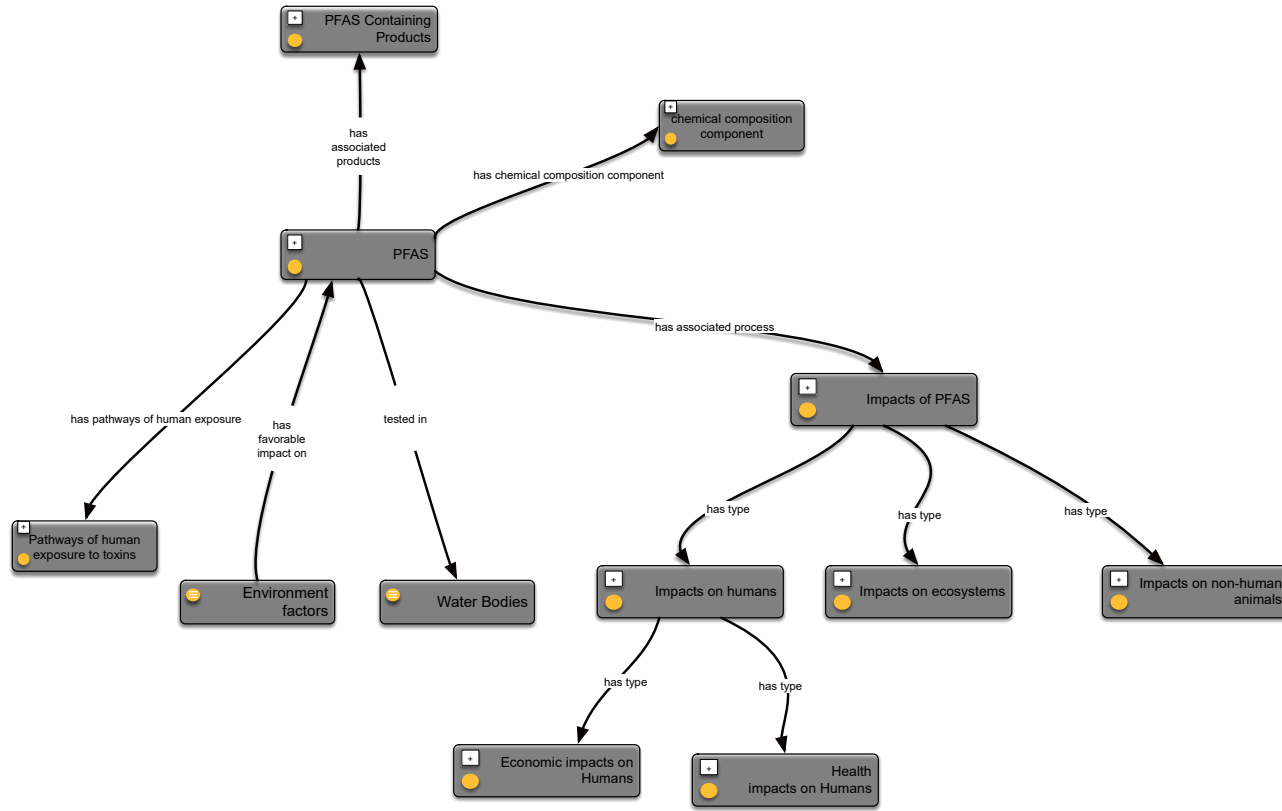 PFAS Containing
Products
chemical composition
component
has
associated
products
has chemical composition component
PFAS
has associated process
Impacts of PFAS
has pathways of human exposure
has
favorable
impact on
tested in
has type
has type
has type
Pathways of human
exposure to toxins
Environment
factors
Water Bodies
Impacts on humans
Impacts on ecosystems
Impacts on non-human
animals
has type
has type
Economic impacts on
Humans
Health
impacts on Humans